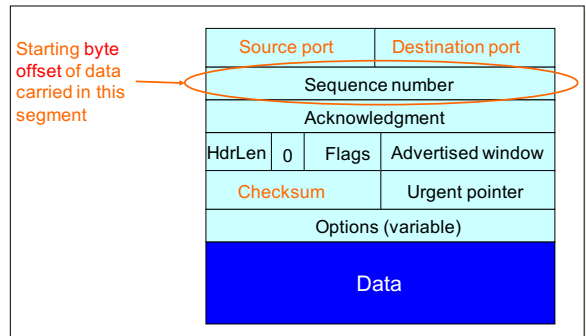 Starting byte
offset of data
carried in this
segment
Source port Destination port
Sequence number
Acknowledgment
HdrLen 0 Flags Advertised window
Checksum Urgent pointer
Options (variable)
Data